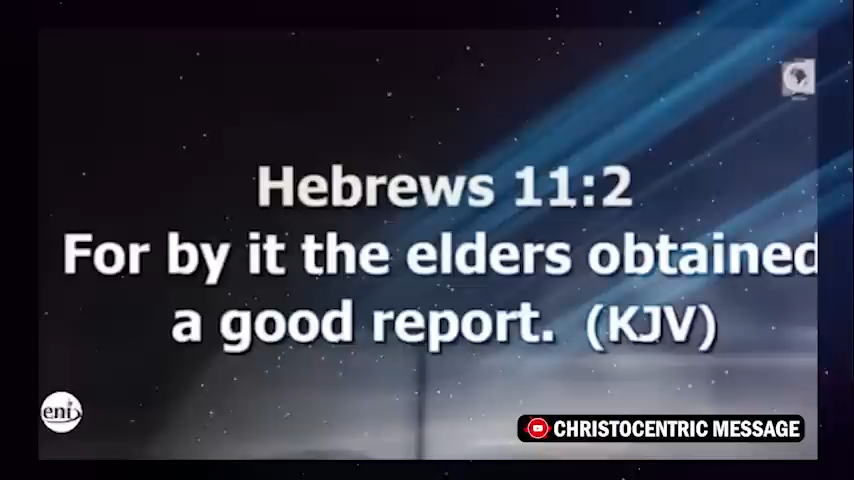 Hebrews 11:2
For by it the elders obtained
a good report. (KJV)
eni
CHRISTOCENTRIC MESSAGE